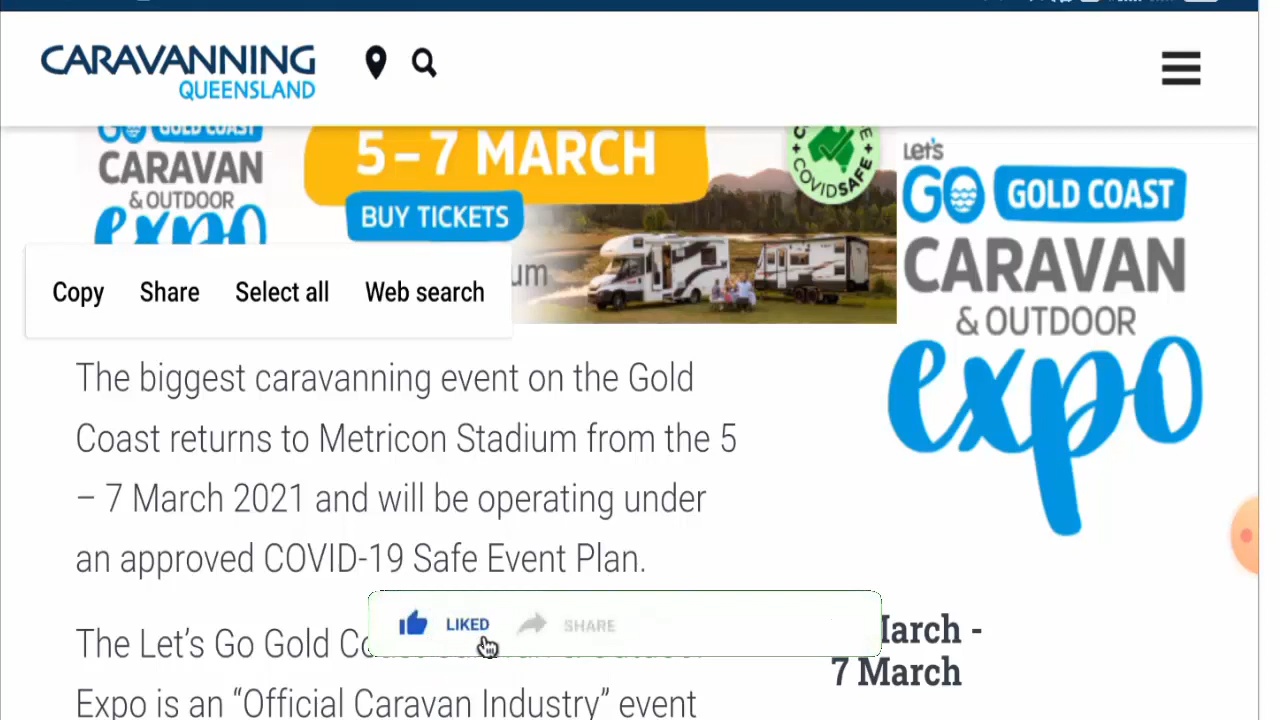 CARAVANNING
QUEENSLAND
GOLD COAST
CARAVAN
& OUTDOOR
expo
5 – 7 MARCH
BUY TICKETS
COVIDSAFE
Let's
GO GOLD COAST
CARAVAN
& OUTDOOR
expo
Copy Share Select all Web search
The biggest caravanning event on the Gold
Coast returns to Metricon Stadium from the 5
– 7 March 2021 and will be operating under
an approved COVID-19 Safe Event Plan.
LIKED SHARE
The Let's Go Gold
Expo is an “Official Caravan Industry” event
March -
7 March